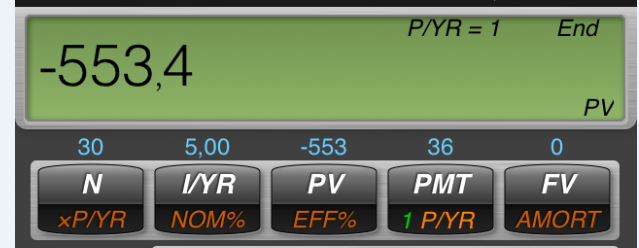 P/YR = 1 End
-553,4
PV
30 5,00 -553 36 0
N I/YR PV PMT FV
×P/YR NOM% EFF% 1 P/YR AMORT